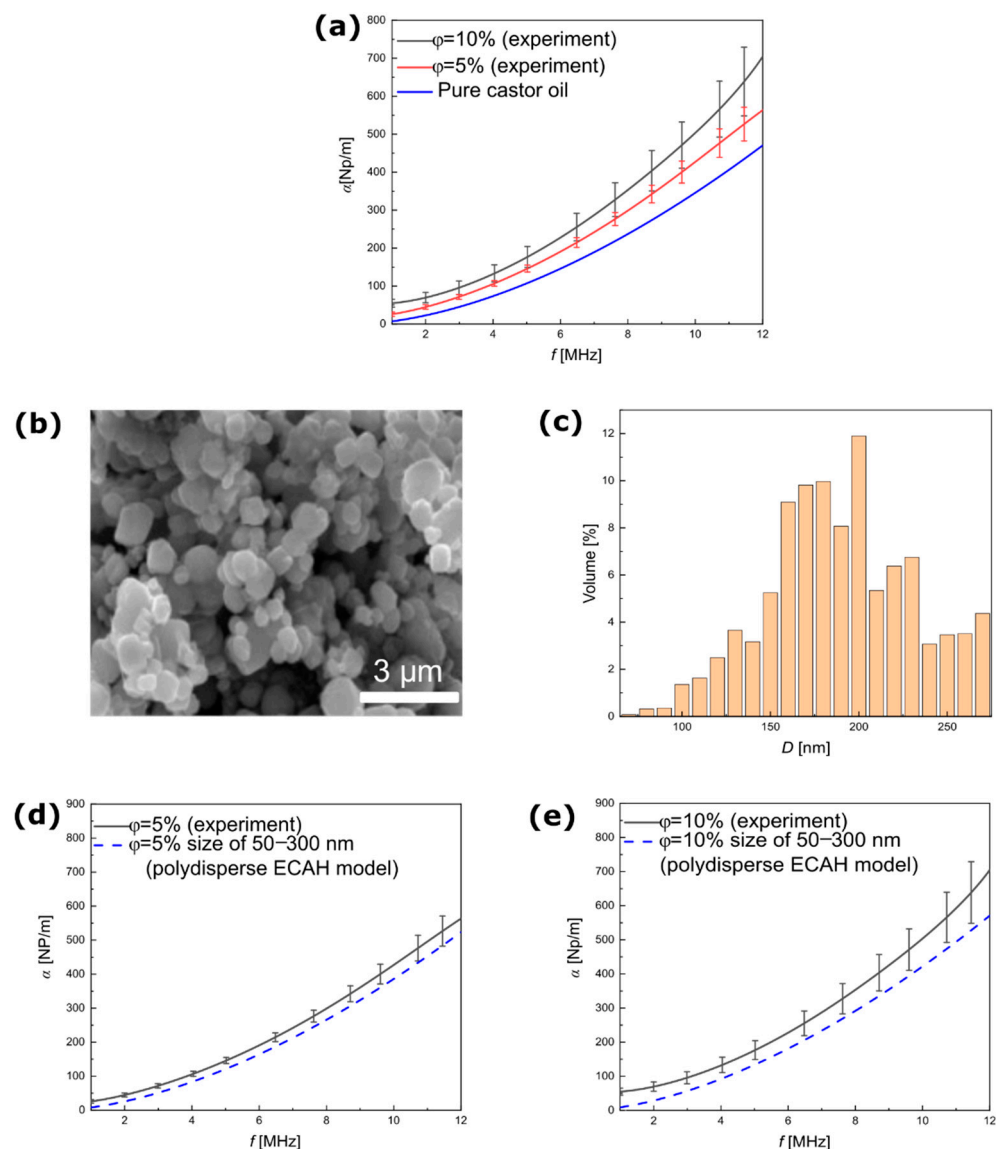 (a)
φ=10% (experiment)
φ=5% (experiment)
Pure castor oil
α[Np/m]
800
700
600
500
400
300
200
100
0
2 4 6 8 10 12
f [MHz]
(b)
3 μm
(c)
Volume [%]
12
10
8
6
4
2
0
100 150 200 250
D [nm]
(d)
φ=5% (experiment)
φ=5% size of 50–300 nm
(polydisperse ECAH model)
α [NP/m]
900
800
700
600
500
400
300
200
100
0
2 4 6 8 10 12
f [MHz]
(e)
φ=10% (experiment)
φ=10% size of 50–300 nm
(polydisperse ECAH model)
α [Np/m]
900
800
700
600
500
400
300
200
100
0
2 4 6 8 10 12
f [MHz]